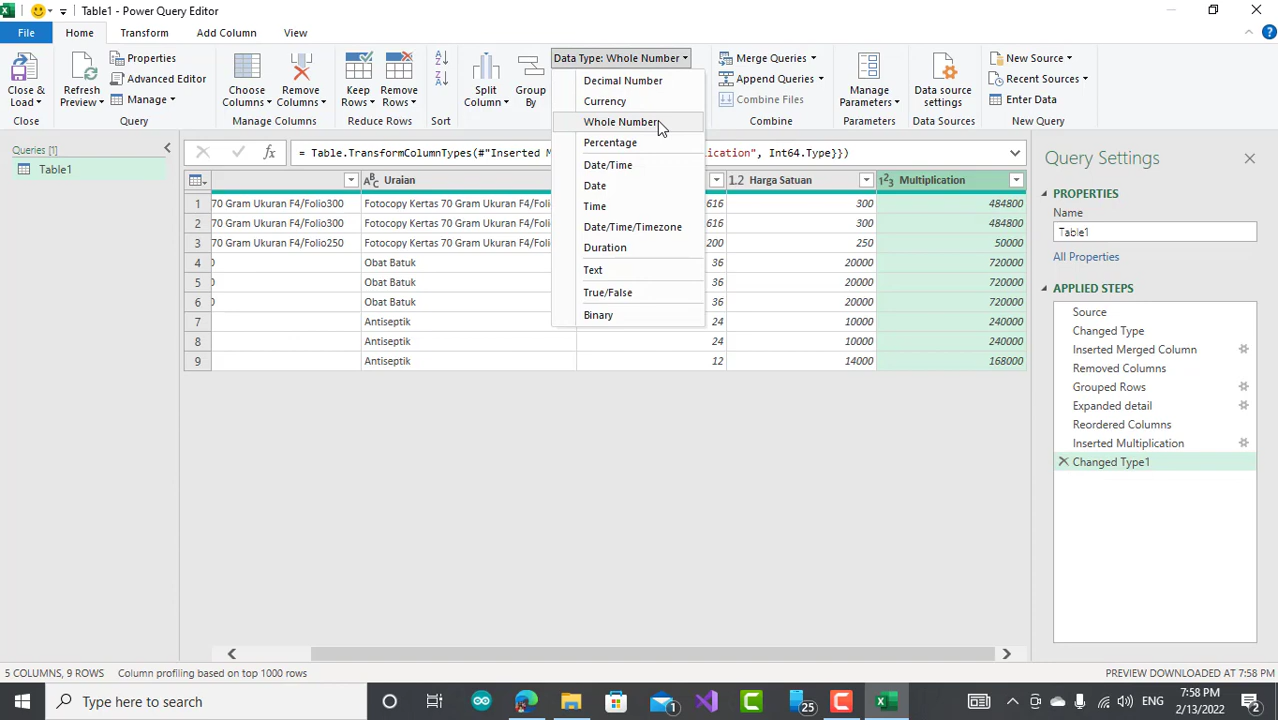 Table1 - Power Query Editor
File
Home
Transform
Add Column
View
Close & Load
Close
Refresh Preview
Properties
Advanced Editor
Manage
Query
Choose Columns
Remove Columns
Manage Columns
Keep Rows
Remove Rows
Reduce Rows
Sort
Split Column
Group By
Data Type: Whole Number
Decimal Number
Currency
Whole Number
Percentage
Date/Time
Date
Time
Date/Time/Timezone
Duration
Text
True/False
Binary
Merge Queries
Append Queries
Combine Files
Combine
Manage Parameters
Parameters
Data source settings
Data Sources
New Source
Recent Sources
Enter Data
New Query
Queries [1]
Table1
fx
= Table.TransformColumnTypes(#"Inserted M
lication", Int64.Type}})
ABC Uraian
1.2 Harga Satuan
123 Multiplication
1 70 Gram Ukuran F4/Folio300 Fotocopy Kertas 70 Gram Ukuran F4/Foli 616 300 484800
2 70 Gram Ukuran F4/Folio300 Fotocopy Kertas 70 Gram Ukuran F4/Foli 616 300 484800
3 70 Gram Ukuran F4/Folio250 Fotocopy Kertas 70 Gram Ukuran F4/Foli 200 250 50000
4 0 Obat Batuk 36 20000 720000
5 0 Obat Batuk 36 20000 720000
6 0 Obat Batuk 36 20000 720000
7 Antiseptik 24 10000 240000
8 Antiseptik 24 10000 240000
9 Antiseptik 12 14000 168000
Query Settings
PROPERTIES
Name
Table1
All Properties
APPLIED STEPS
Source
Changed Type
Inserted Merged Column
Removed Columns
Grouped Rows
Expanded detail
Reordered Columns
Inserted Multiplication
Changed Type1
5 COLUMNS, 9 ROWS
Column profiling based on top 1000 rows
PREVIEW DOWNLOADED AT 7:58 PM
Type here to search
1
25
ENG
7:58 PM
2/13/2022
2